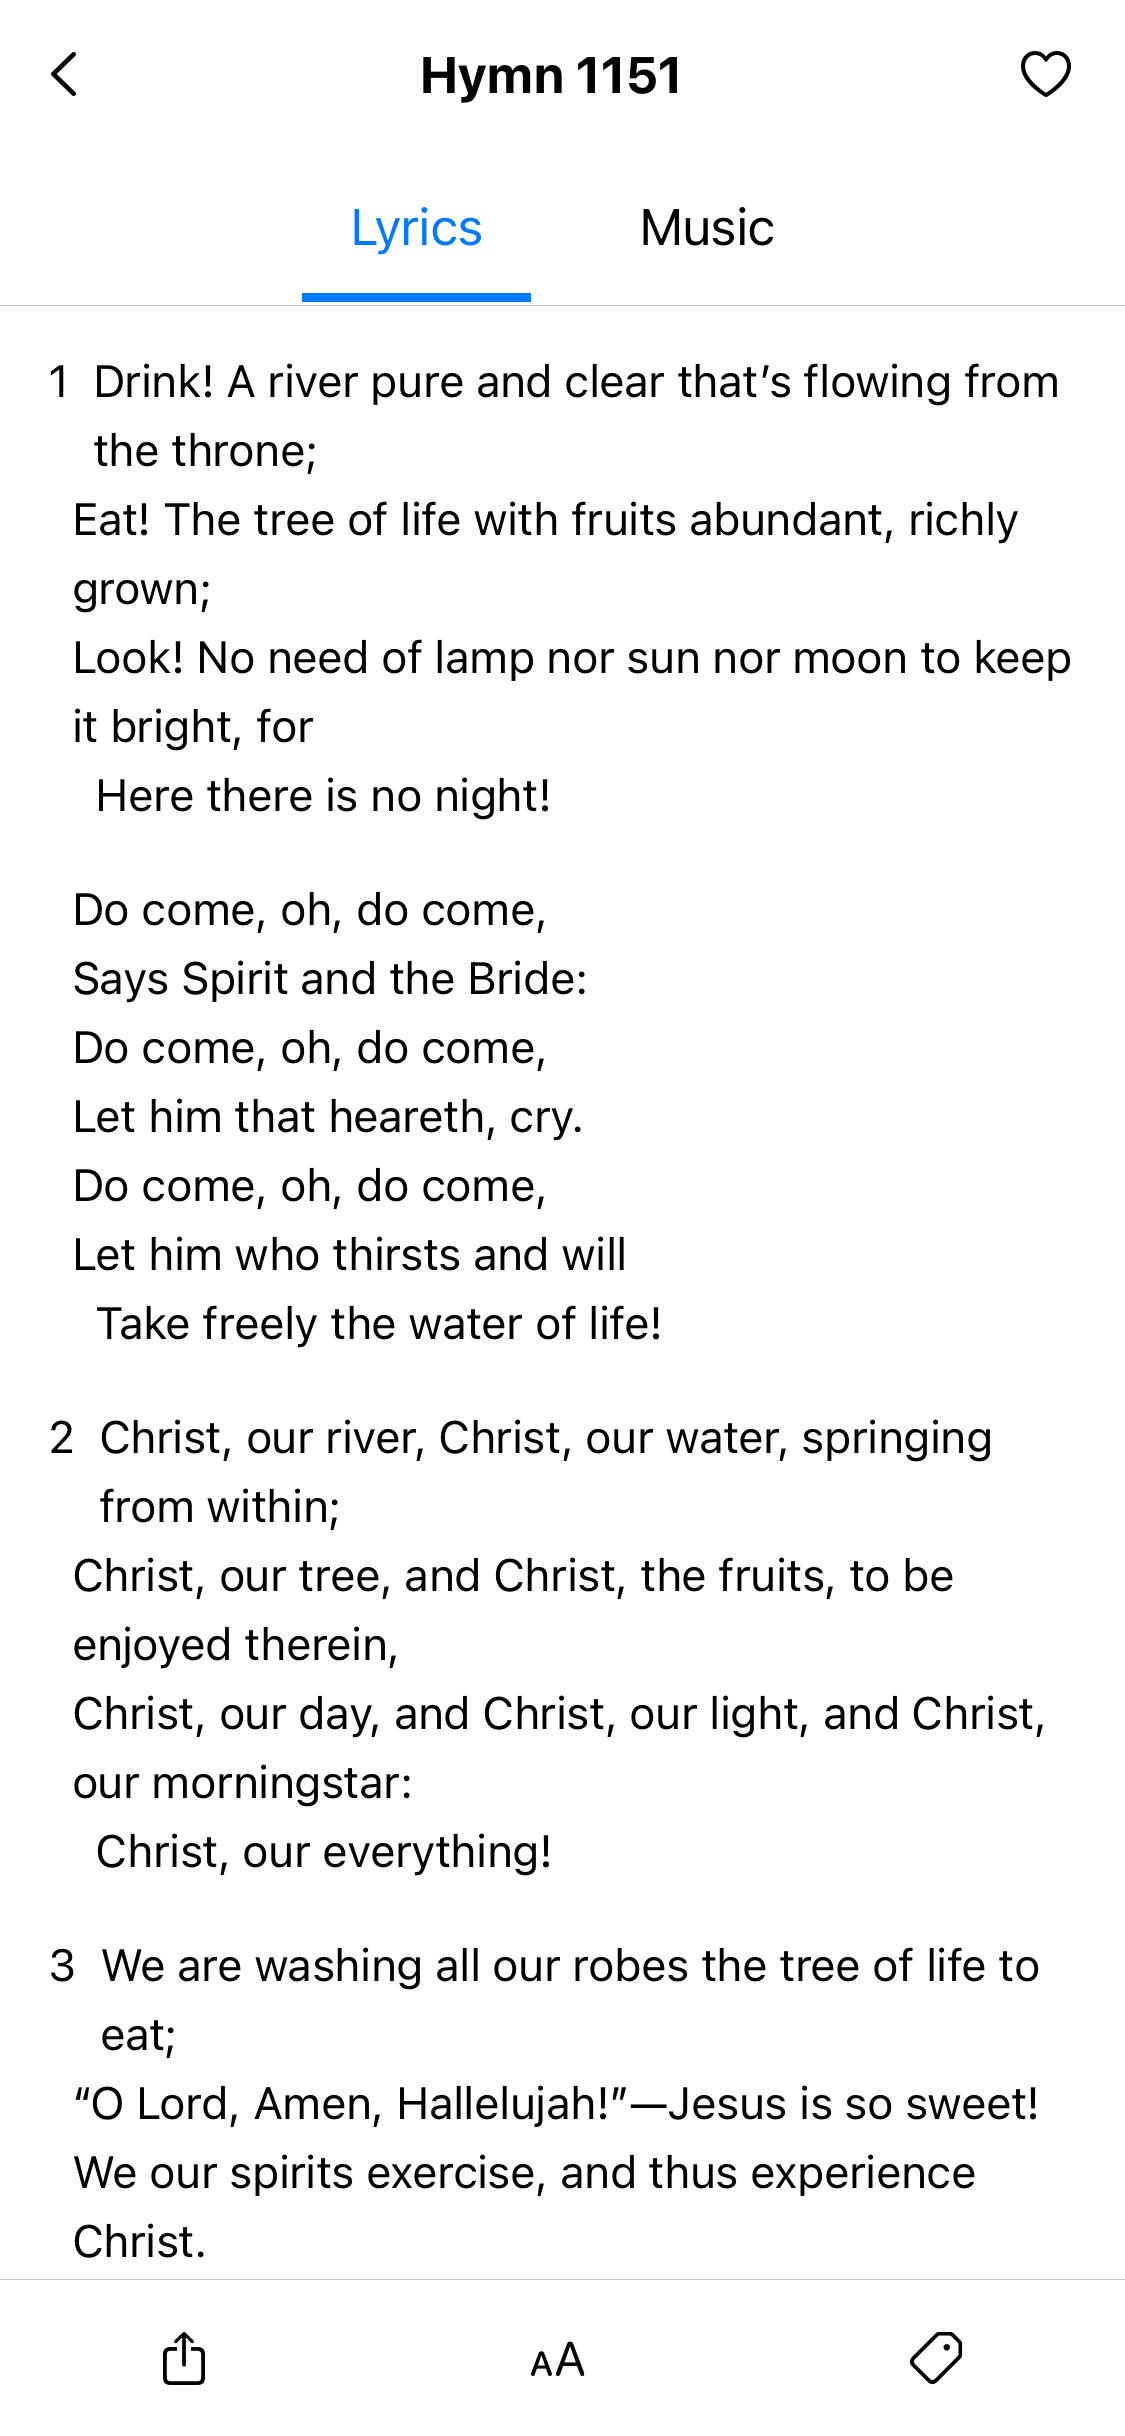 Hymn 1151
Lyrics Music
1 Drink! A river pure and clear that’s flowing from
the throne;
Eat! The tree of life with fruits abundant, richly
grown;
Look! No need of lamp nor sun nor moon to keep
it bright, for
Here there is no night!
Do come, oh, do come,
Says Spirit and the Bride:
Do come, oh, do come,
Let him that heareth, cry.
Do come, oh, do come,
Let him who thirsts and will
Take freely the water of life!
2 Christ, our river, Christ, our water, springing
from within;
Christ, our tree, and Christ, the fruits, to be
enjoyed therein,
Christ, our day, and Christ, our light, and Christ,
our morningstar:
Christ, our everything!
3 We are washing all our robes the tree of life to
eat;
“O Lord, Amen, Hallelujah!”—Jesus is so sweet!
We our spirits exercise, and thus experience
Christ.
AA